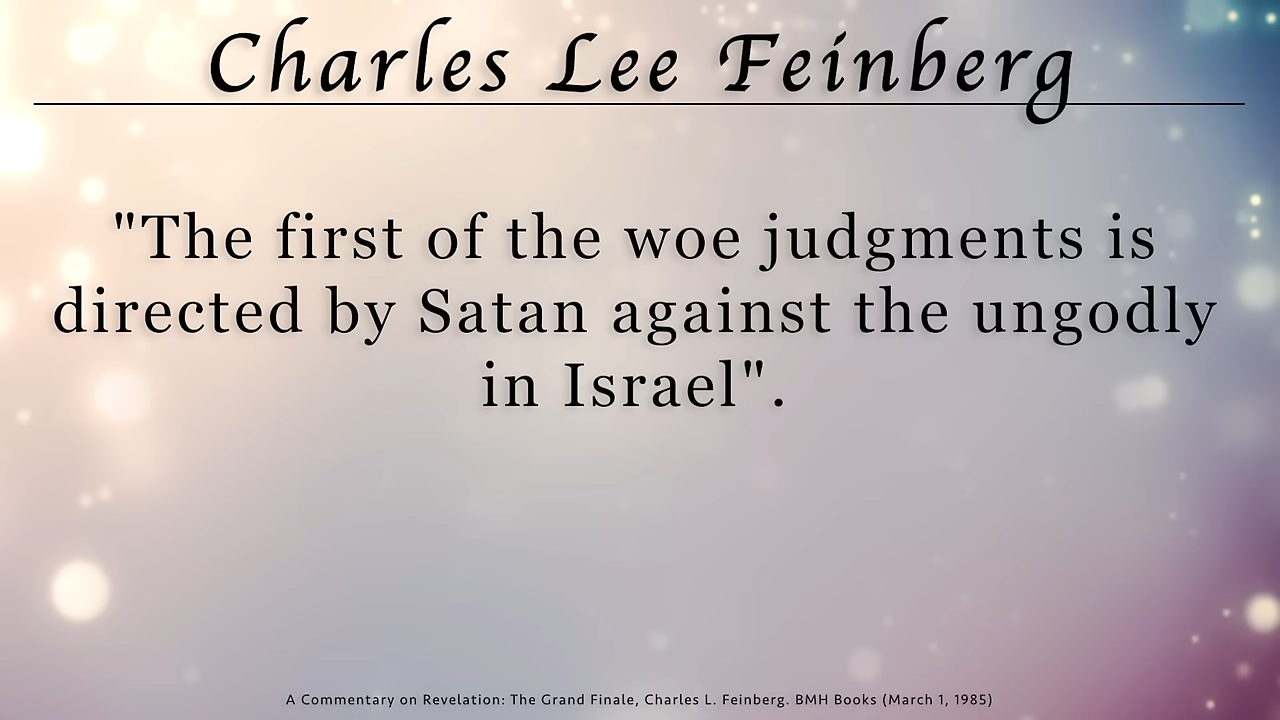 Charles Lee Feinberg
"The first of the woe judgments is
directed by Satan against the ungodly
in Israel".
A Commentary on Revelation: The Grand Finale, Charles L. Feinberg. BMH Books (March 1, 1985)